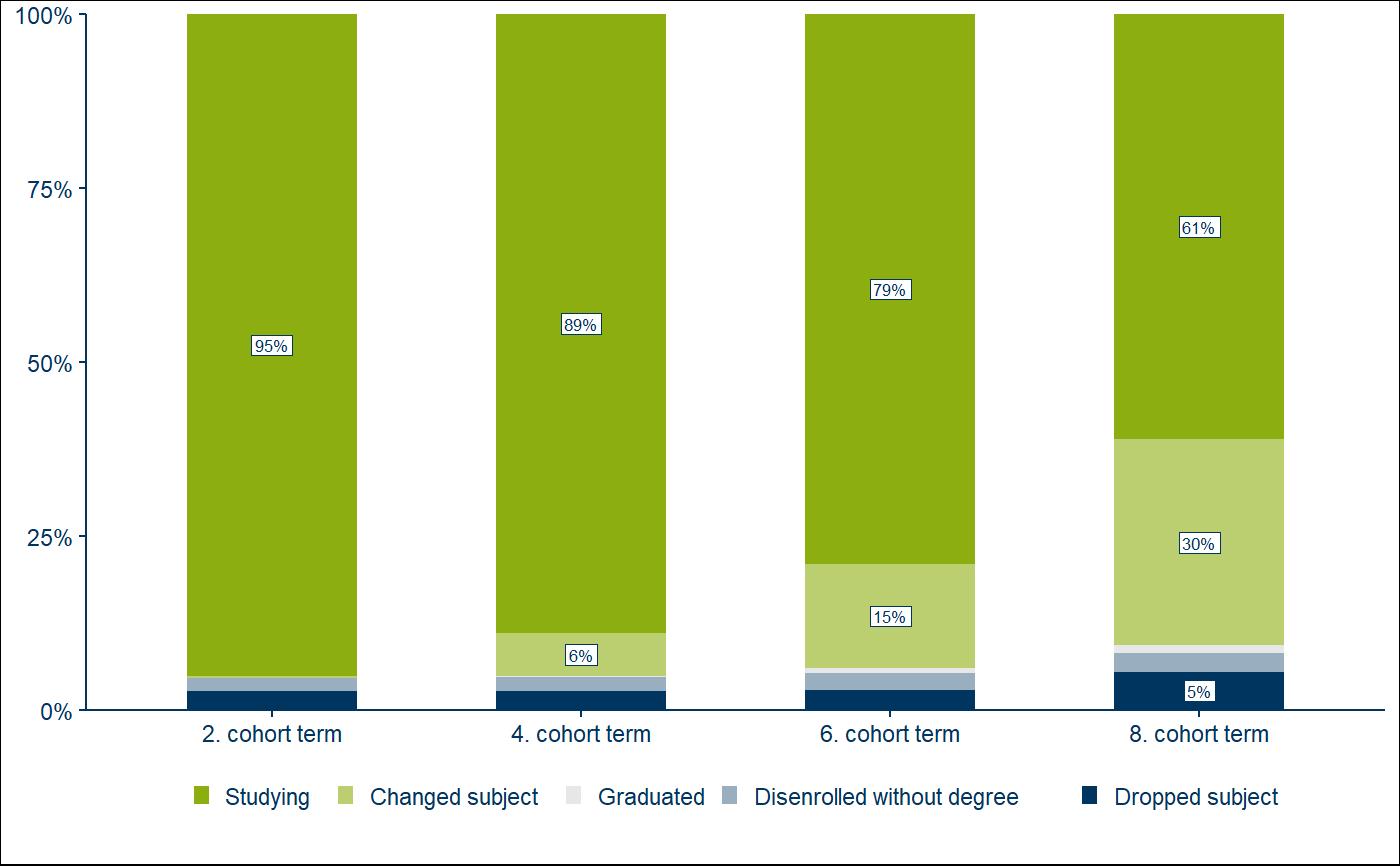 100%
75%
50%
25%
0%
95%
89%
6%
79%
15%
61%
30%
5%
2. cohort term
4. cohort term
6. cohort term
8. cohort term
Studying
Changed subject
Graduated
Disenrolled without degree
Dropped subject